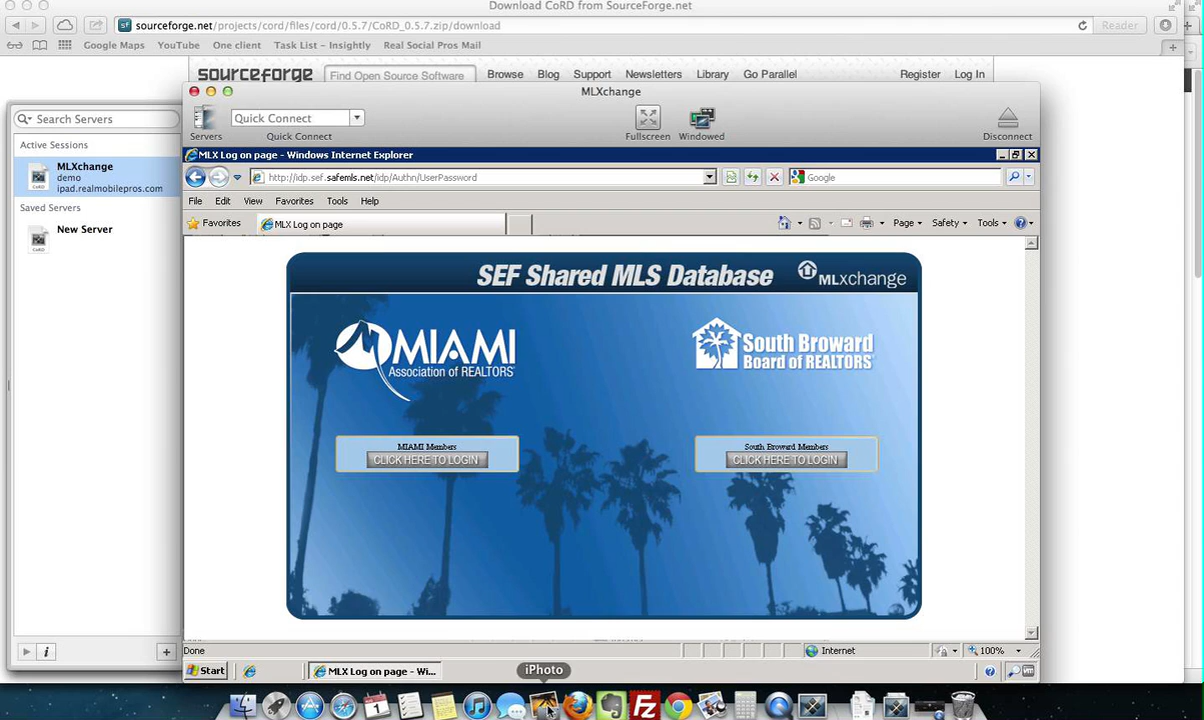 Download CoRD from SourceForge.net
sourceforge.net/projects/cord/files/cord/0.5.7/CoRD_0.5.7.zip/download
Reader
Google Maps YouTube One client Task List – Insightly Real Social Pros Mail
sourceforge Find Open Source Software Browse Blog Support Newsletters Library Go Parallel Register Log In
MLXchange
Search Servers
Quick Connect
Servers Quick Connect Fullscreen Windowed Disconnect
Active Sessions
MLXchange
demo
ipad.realmobilepros.com
Saved Servers
New Server
CoRD
CoRD
MLX Log on page - Windows Internet Explorer
http://idp.sef.safemls.net/idp/Authn/UserPassword
Google
File Edit View Favorites Tools Help
Favorites MLX Log on page Page Safety Tools
SEF Shared MLS Database MLxchange
MIAMI
Association of REALTORS®
South Broward
Board of REALTORS®
MIAMI Members
CLICK HERE TO LOGIN
South Broward Members
CLICK HERE TO LOGIN
Done Internet 100%
Start MLX Log on page - Wi...
iPhoto
1
Fz